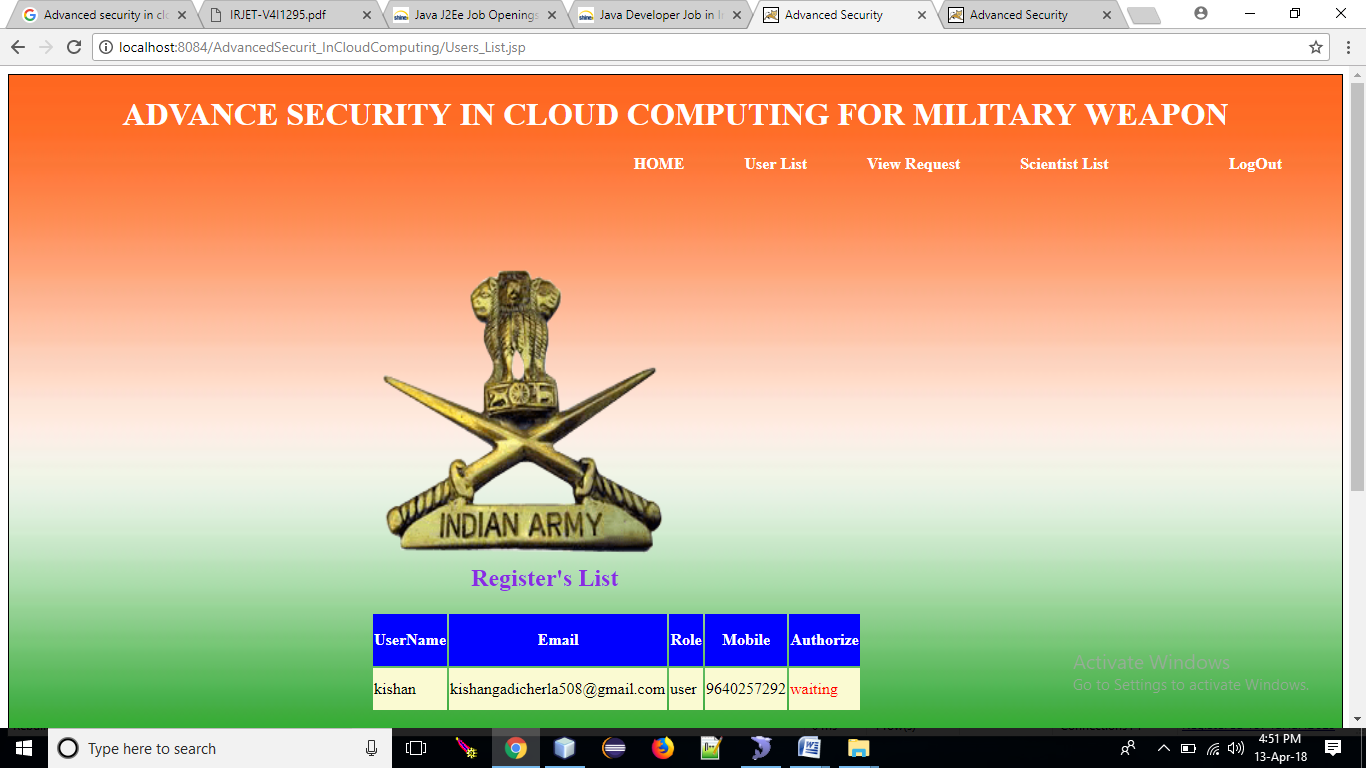 Advanced security in cl
IRJET-V4I1295.pdf
Java J2Ee Job Openings
Java Developer Job in I
Advanced Security
Advanced Security
localhost:8084/AdvancedSecurit_InCloudComputing/Users_List.jsp
ADVANCE SECURITY IN CLOUD COMPUTING FOR MILITARY WEAPON
HOME User List View Request Scientist List LogOut
INDIAN ARMY
Register's List
UserName Email Role Mobile Authorize
kishan kishangadicherla508@gmail.com user 9640257292 waiting
Activate Windows
Go to Settings to activate Windows.
Type here to search
4:51 PM
13-Apr-18